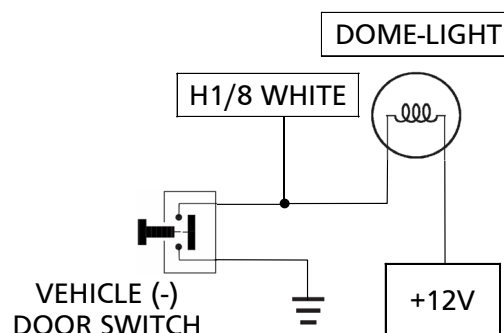 DOME-LIGHT
H1/8 WHITE
VEHICLE (-)
DOOR SWITCH
+12V